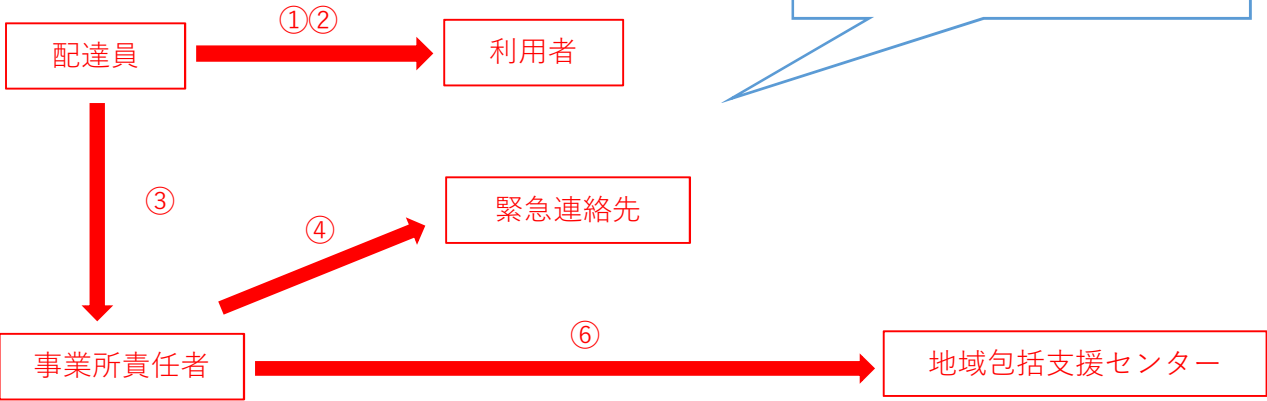 ①②
配達員
利用者
③
緊急連絡先
④
⑥
事業所責任者
地域包括支援センター